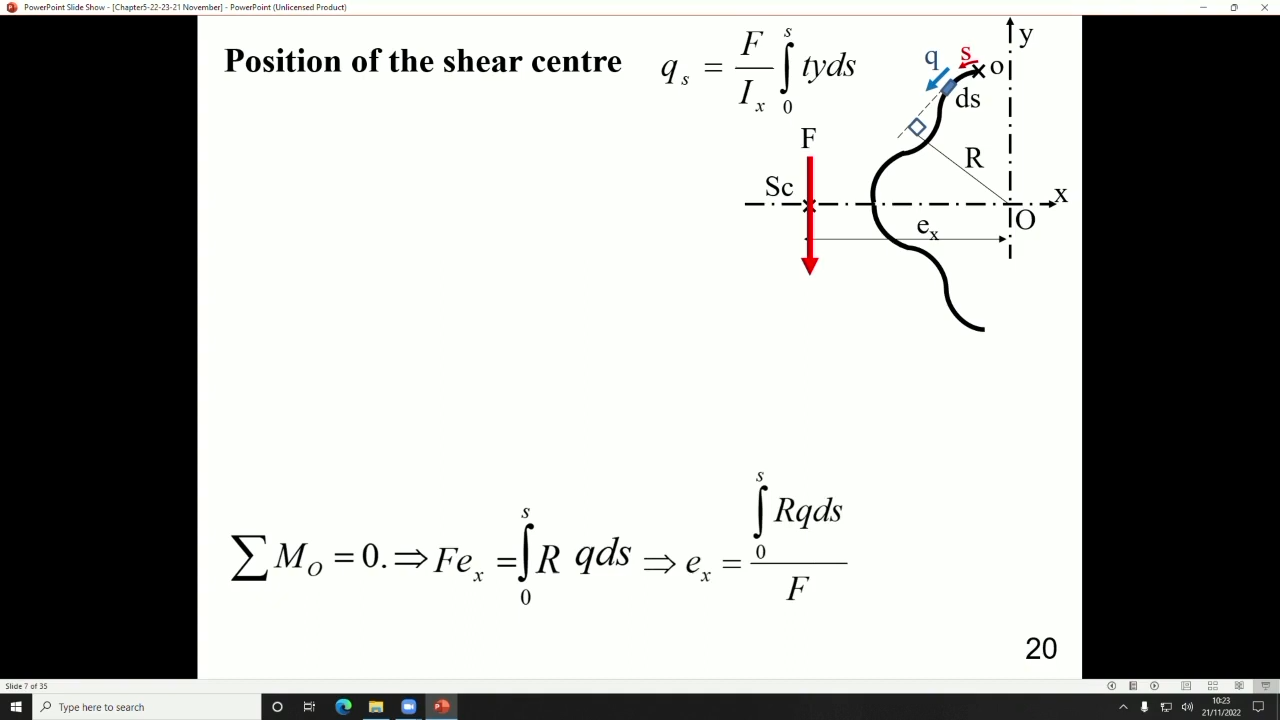 PowerPoint Slide Show - [Chapter5-22-23-21 November] - PowerPoint (Unlicensed Product)
Position of the shear centre
q_s = F/I_x ∫_0^s tyds
y
q
s
o
ds
F
R
Sc
x
O
e_x
∑M_O = 0. ⇒ Fe_x = ∫_0^s R qds ⇒ e_x = ∫_0^s Rqds / F
20
Slide 7 of 35
Type here to search
10:23
21/11/2022